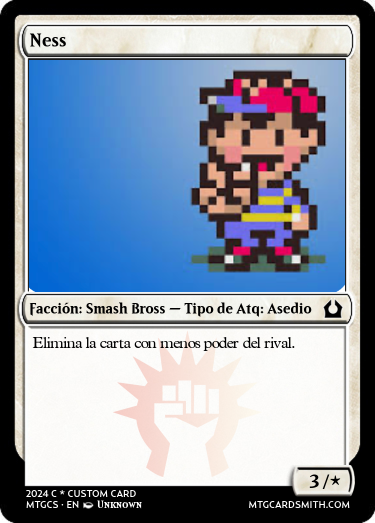 Ness
Facción: Smash Bross — Tipo de Atq: Asedio
Elimina la carta con menos poder del rival.
3/★
2024 C * CUSTOM CARD
MTGCS · EN Unknown
MTGCARDSMITH.COM